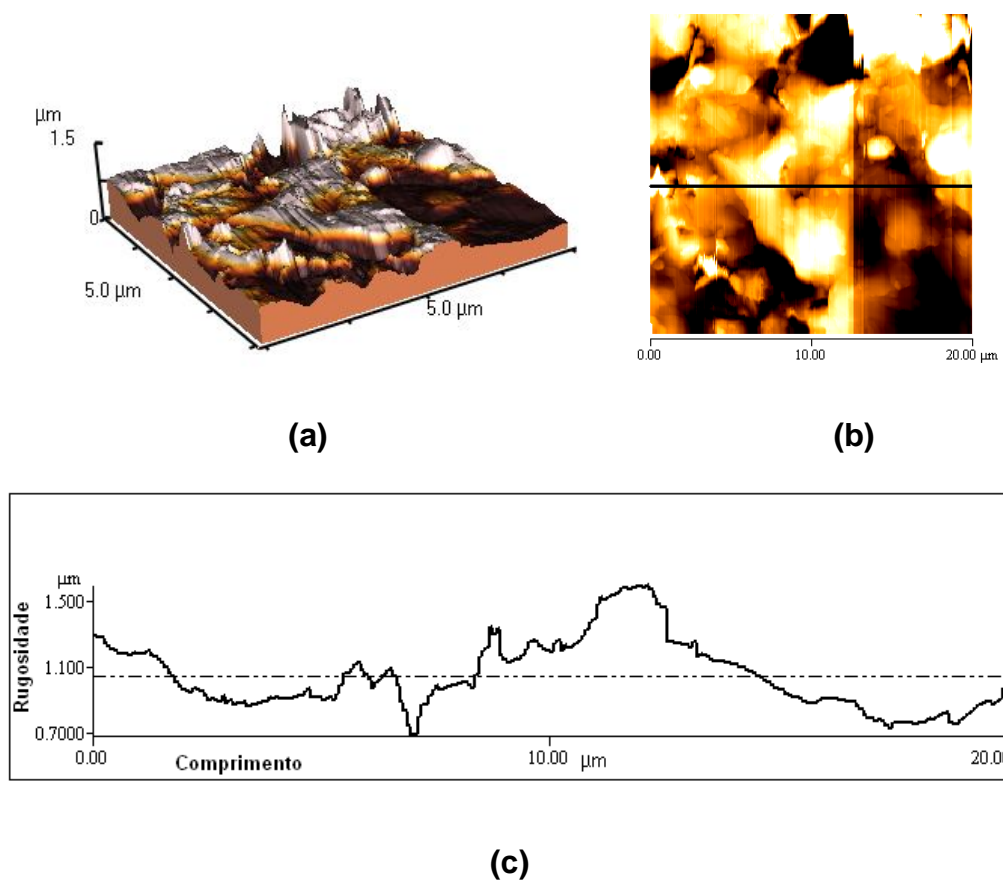 µm
1.5
0
5.0 µm
5.0 µm
0.00 10.00 20.00 µm
(a) (b)
µm
1.500
1.100
0.7000
Rugosidade
0.00 10.00 µm 20.00
Comprimento
(c)